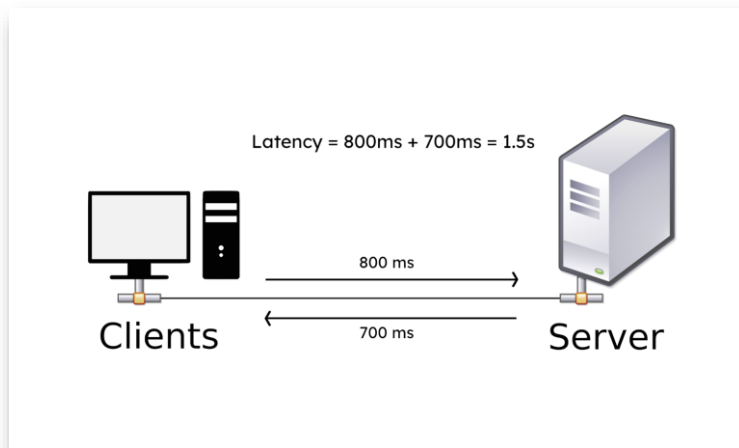 Latency = 800ms + 700ms = 1.5s
800 ms
700 ms
Clients
Server